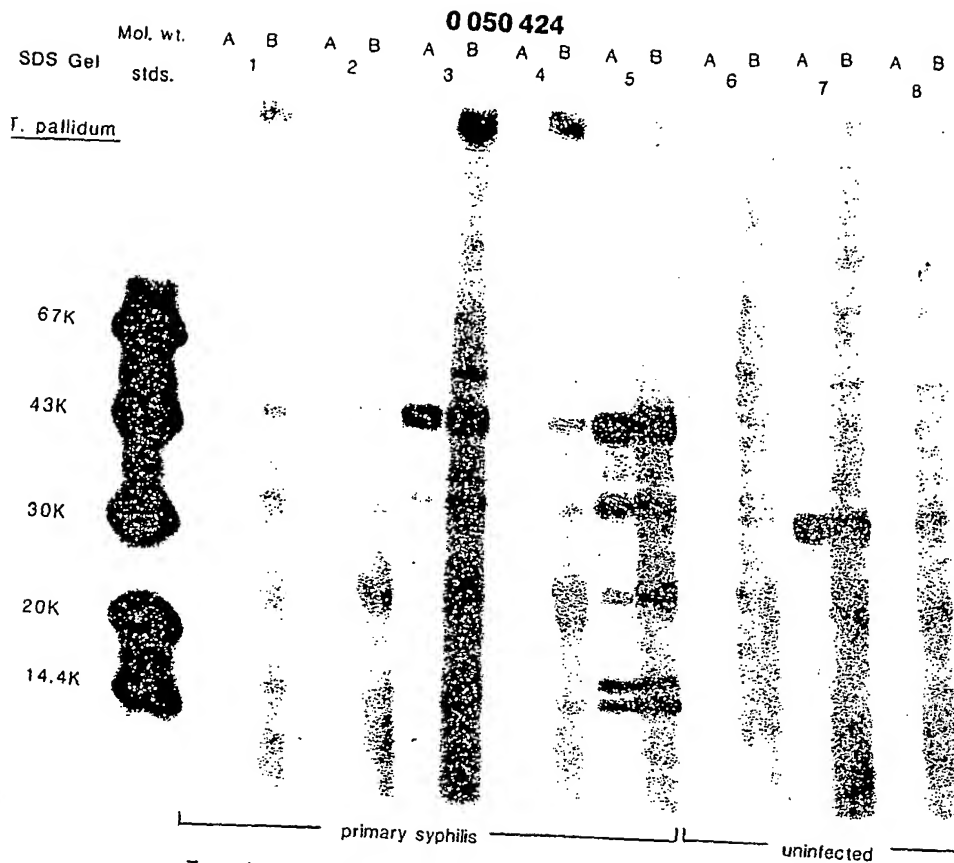 0 050 424
Mol. wt. A B A B A B A B A B A B A B A B
SDS Gel stds. 1 2 3 4 5 6 7 8
T. pallidum
67K
43K
30K
20K
14.4K
primary syphilis uninfected